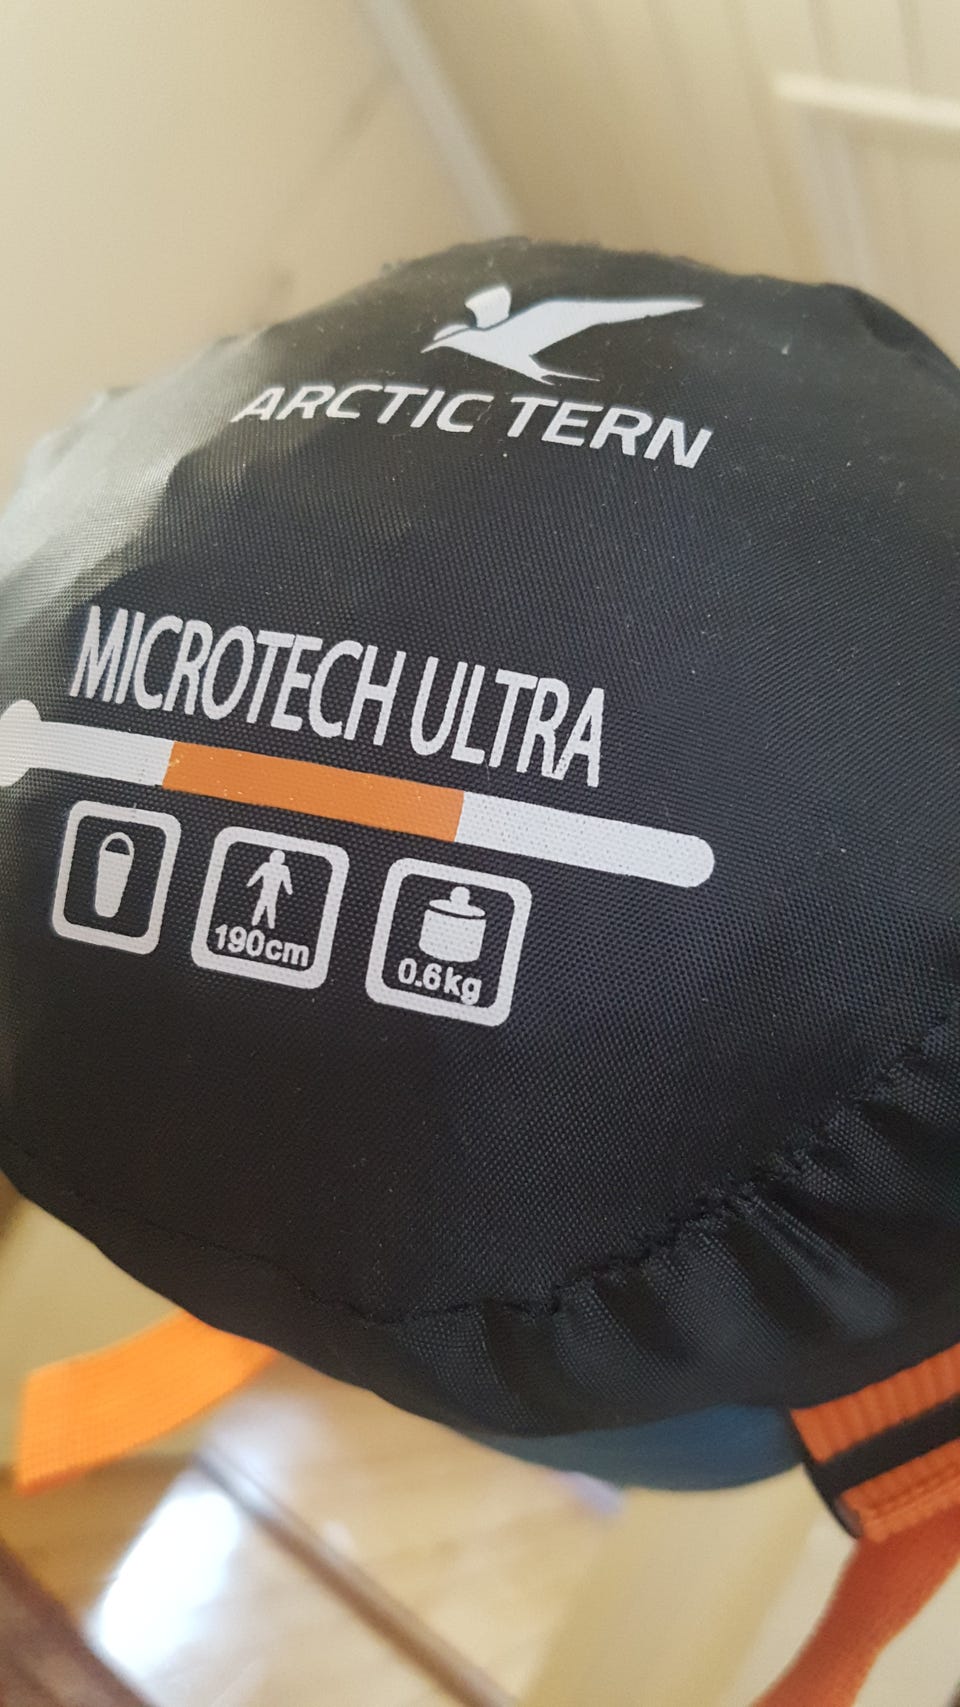 ARCTIC TERN
MICROTECH ULTRA
190cm
0.6kg